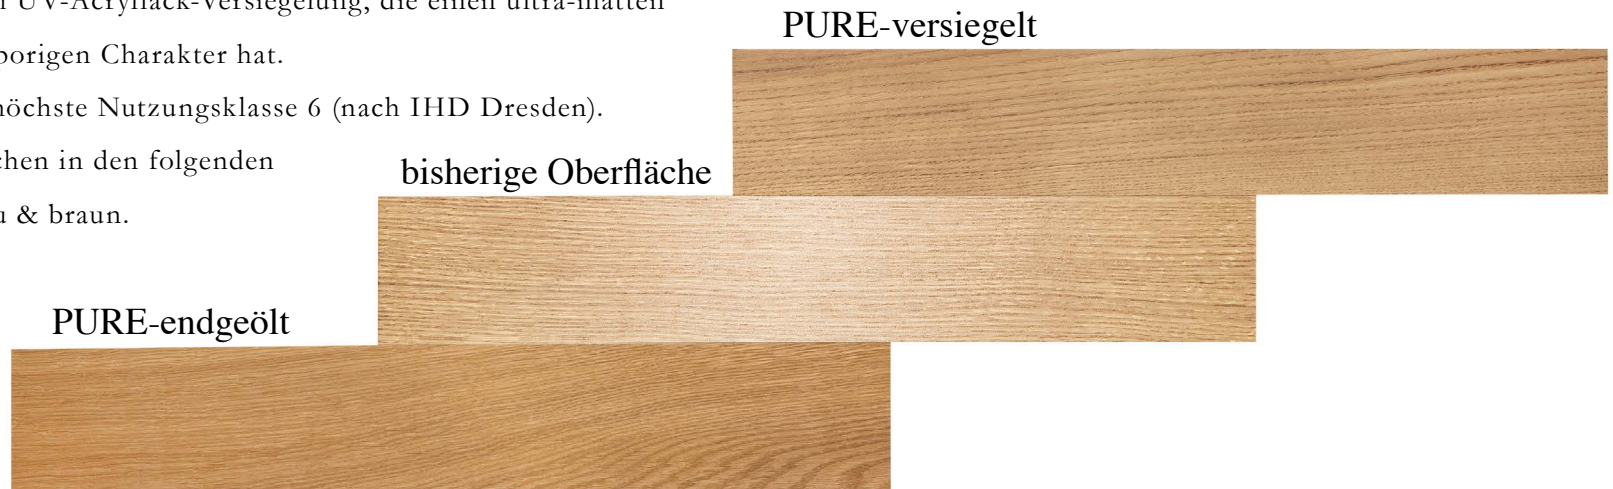 UV-Acryllack-Versiegelung, die einen ultra-matten
porigen Charakter hat.
höchste Nutzungsklasse 6 (nach IHD Dresden).
chen in den folgenden
& braun.
PURE-versiegelt
bisherige Oberfläche
PURE-endgeölt